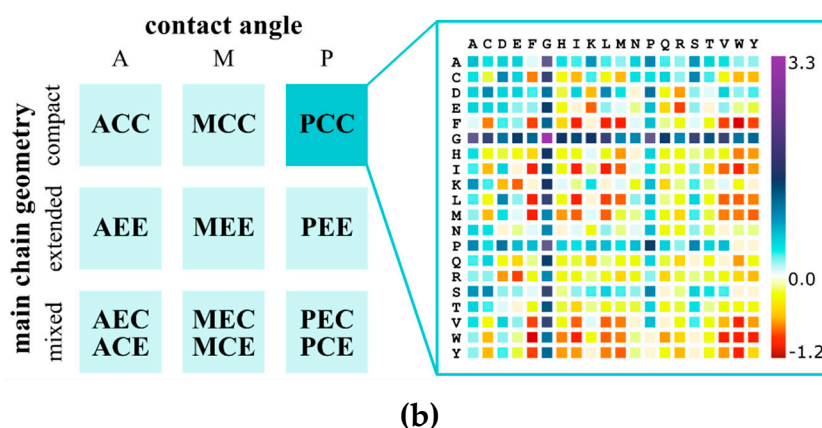 contact angle
A M P
main chain geometry
compact
extended
mixed
ACC MCC PCC
AEE MEE PEE
AEC MEC PEC
ACE MCE PCE
A C D E F G H I K L M N P Q R S T V W Y
A
C
D
E
F
G
H
I
K
L
M
N
P
Q
R
S
T
V
W
Y
3.3
0.0
-1.2
(b)